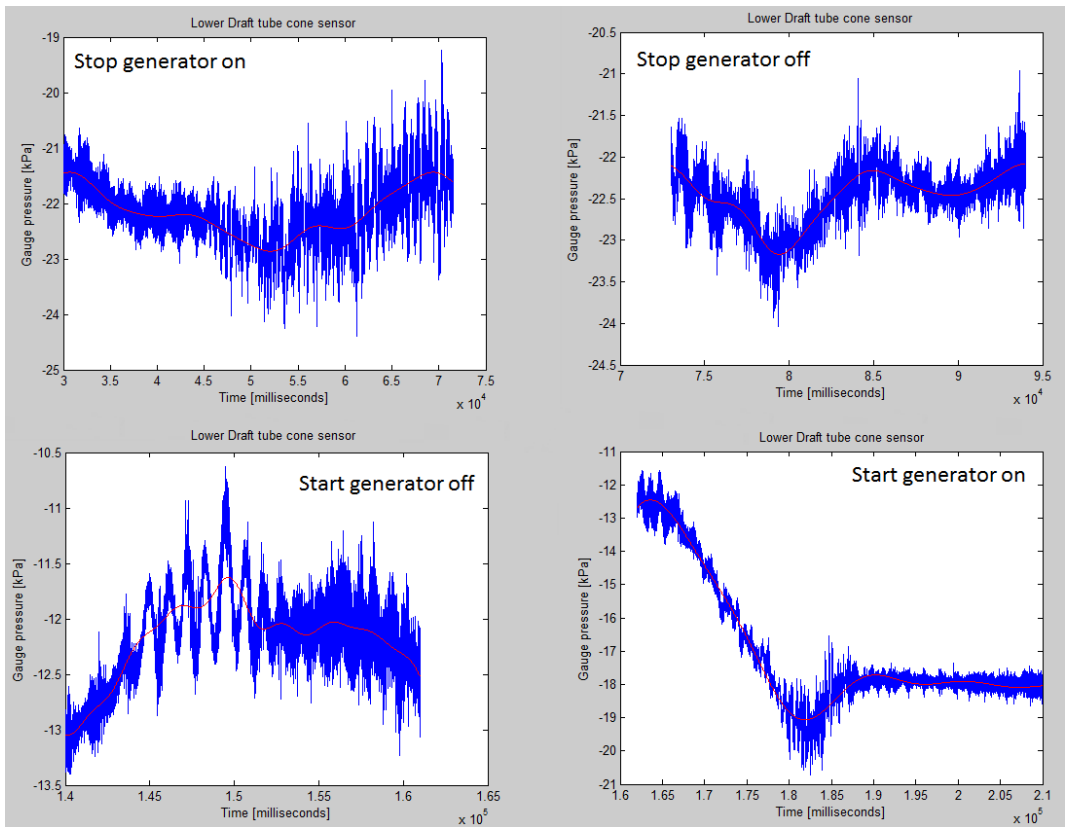 Lower Draft tube cone sensor
Stop generator on
Gauge pressure [kPa]
-19
-20
-21
-22
-23
-24
-25
3 3.5 4 4.5 5 5.5 6 6.5 7 7.5
Time [milliseconds]
x 10^4
Lower Draft tube cone sensor
Stop generator off
Gauge pressure [kPa]
-20.5
-21
-21.5
-22
-22.5
-23
-23.5
-24
-24.5
7 7.5 8 8.5 9 9.5
Time [milliseconds]
x 10^4
Lower Draft tube cone sensor
Start generator off
Gauge pressure [kPa]
-10.5
-11
-11.5
-12
-12.5
-13
-13.5
1.4 1.45 1.5 1.55 1.6 1.65
Time [milliseconds]
x 10^5
Lower Draft tube cone sensor
Start generator on
Gauge pressure [kPa]
-11
-12
-13
-14
-15
-16
-17
-18
-19
-20
-21
1.6 1.65 1.7 1.75 1.8 1.85 1.9 1.95 2 2.05 2.1
Time [milliseconds]
x 10^5